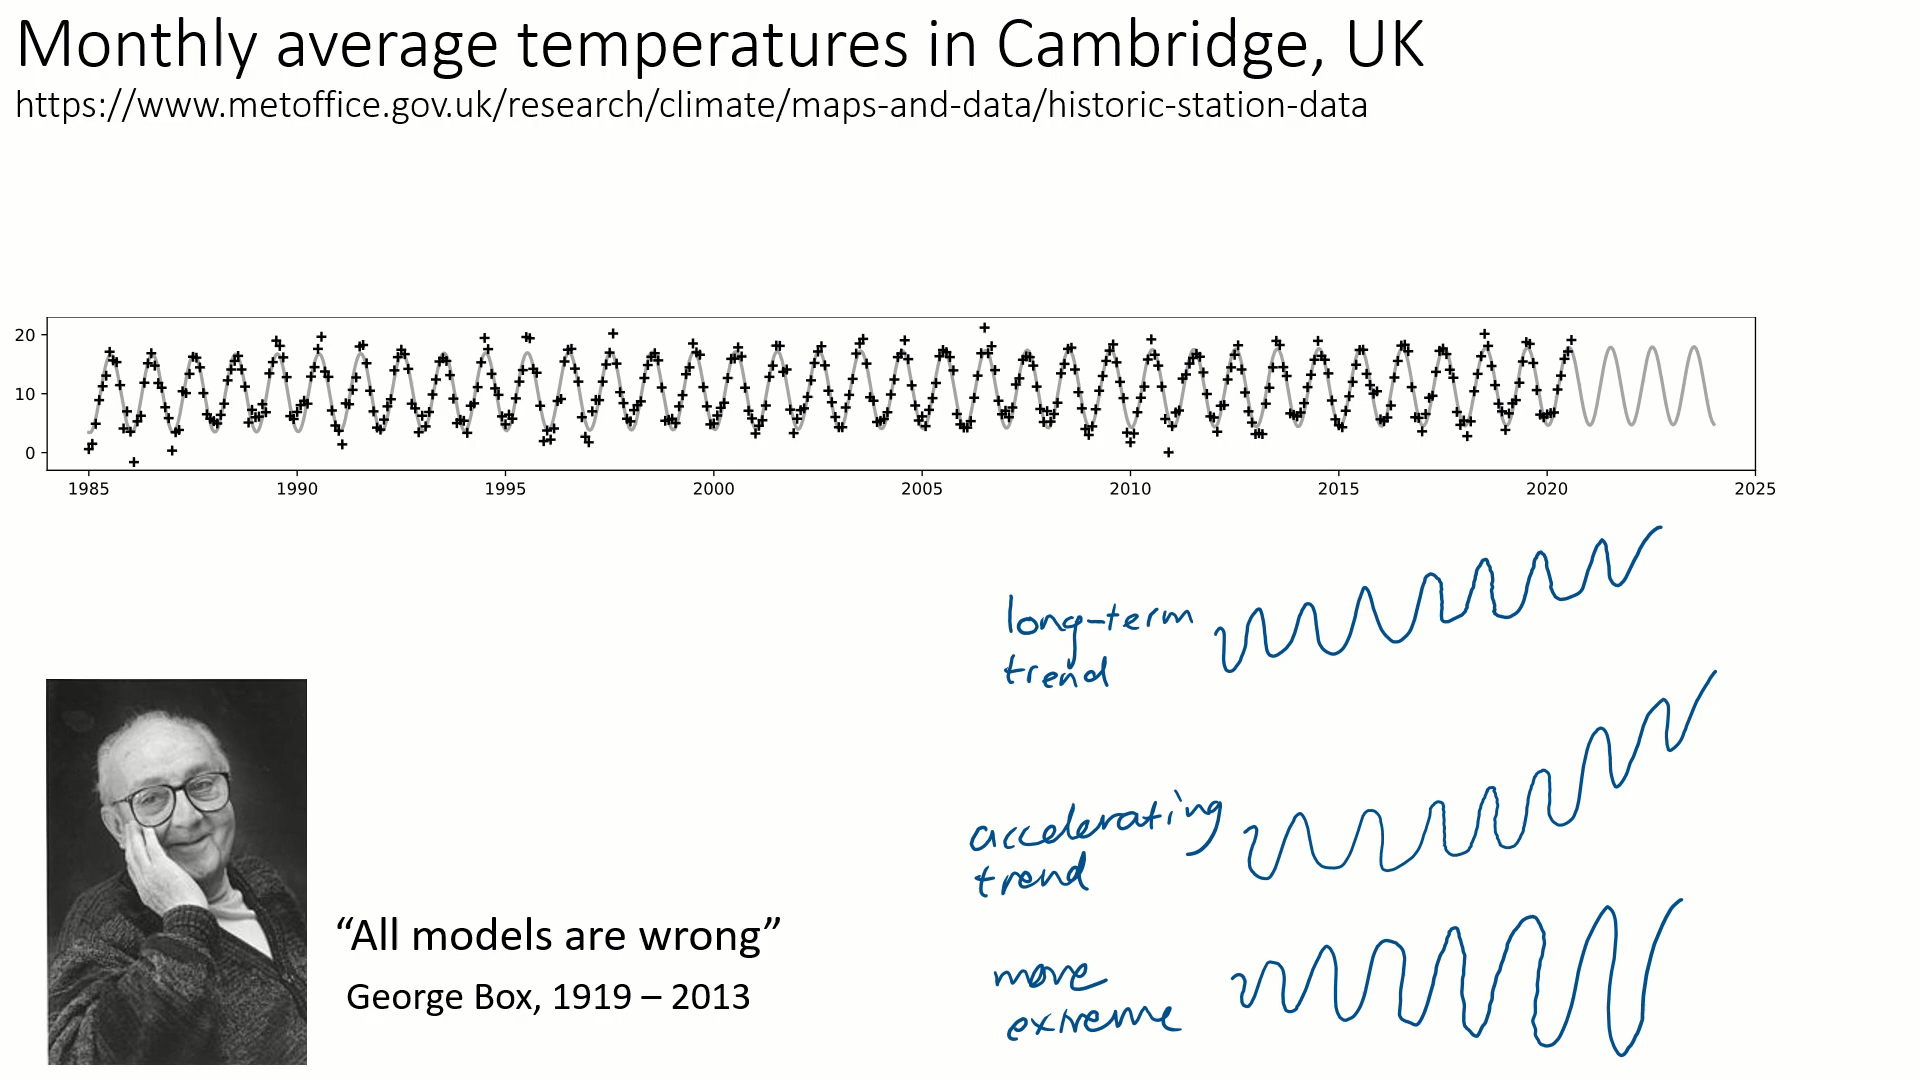 Monthly average temperatures in Cambridge, UK
https://www.metoffice.gov.uk/research/climate/maps-and-data/historic-station-data
20
10
0
1985 1990 1995 2000 2005 2010 2015 2020 2025
long-term
trend
accelerating
trend
more
extreme
“All models are wrong”
George Box, 1919 – 2013